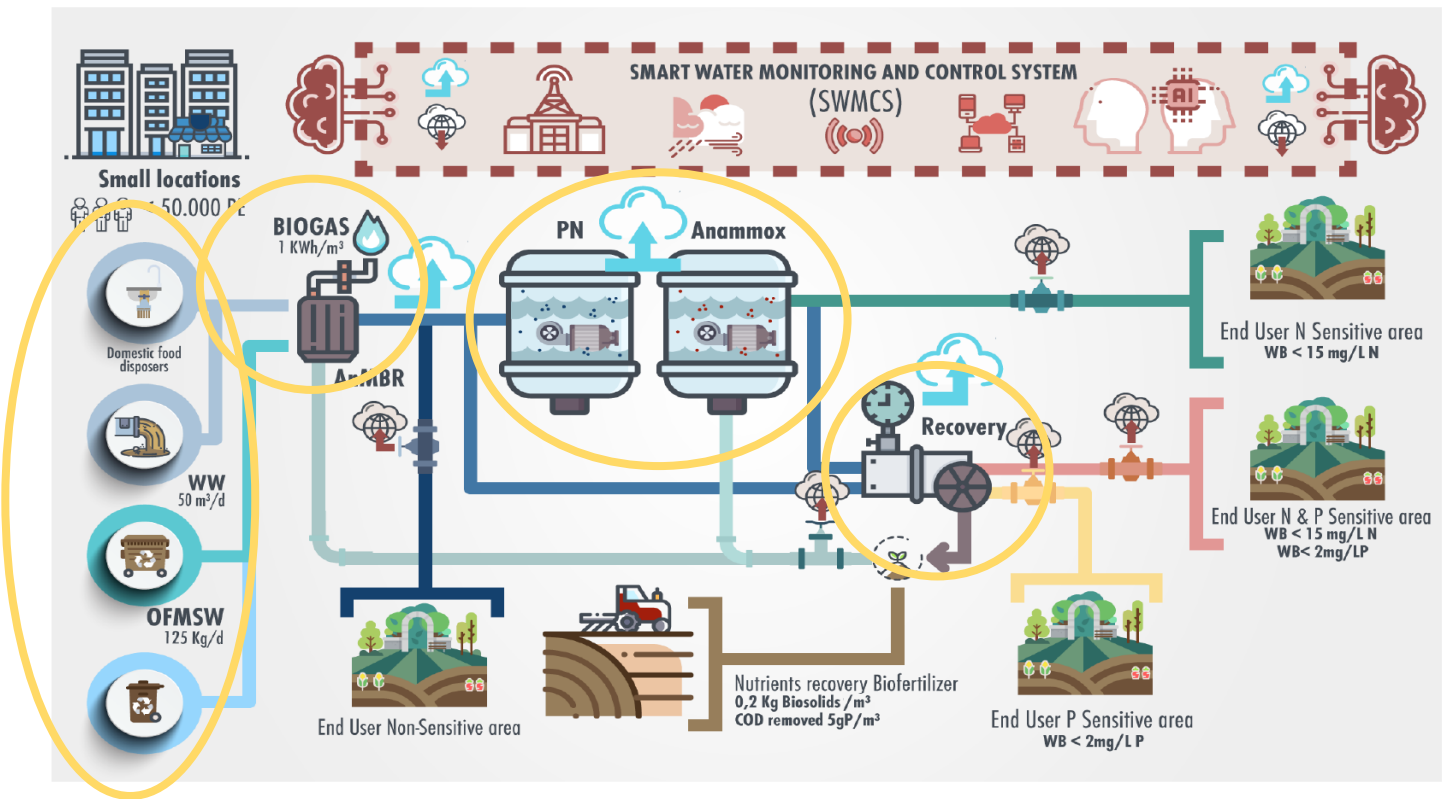 SMART WATER MONITORING AND CONTROL SYSTEM
(SWMCS)
AI
Small locations
50.000 PE
BIOGAS
1 KWh/m³
PN
Anammox
AnMBR
Domestic food
disposers
WW
50 m³/d
OFMSW
125 Kg/d
Recovery
End User N Sensitive area
WB < 15 mg/L N
End User N & P Sensitive area
WB < 15 mg/L N
WB< 2mg/LP
End User Non-Sensitive area
Nutrients recovery Biofertilizer
0,2 Kg Biosolids /m³
COD removed 5gP/m³
End User P Sensitive area
WB < 2mg/L P